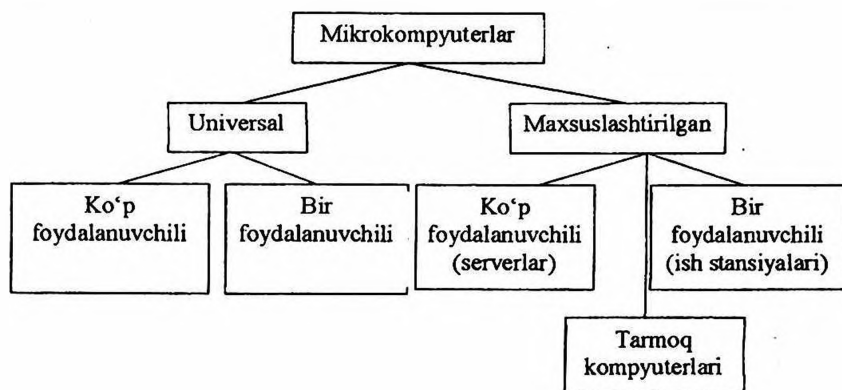 Mikrokompyuterlar
Universal
Maxsuslashtirilgan
Ko‘p
foydalanuvchili
Bir
foydalanuvchili
Ko‘p
foydalanuvchili
(serverlar)
Bir
foydalanuvchili
(ish stansiyalari)
Tarmoq
kompyuterlari